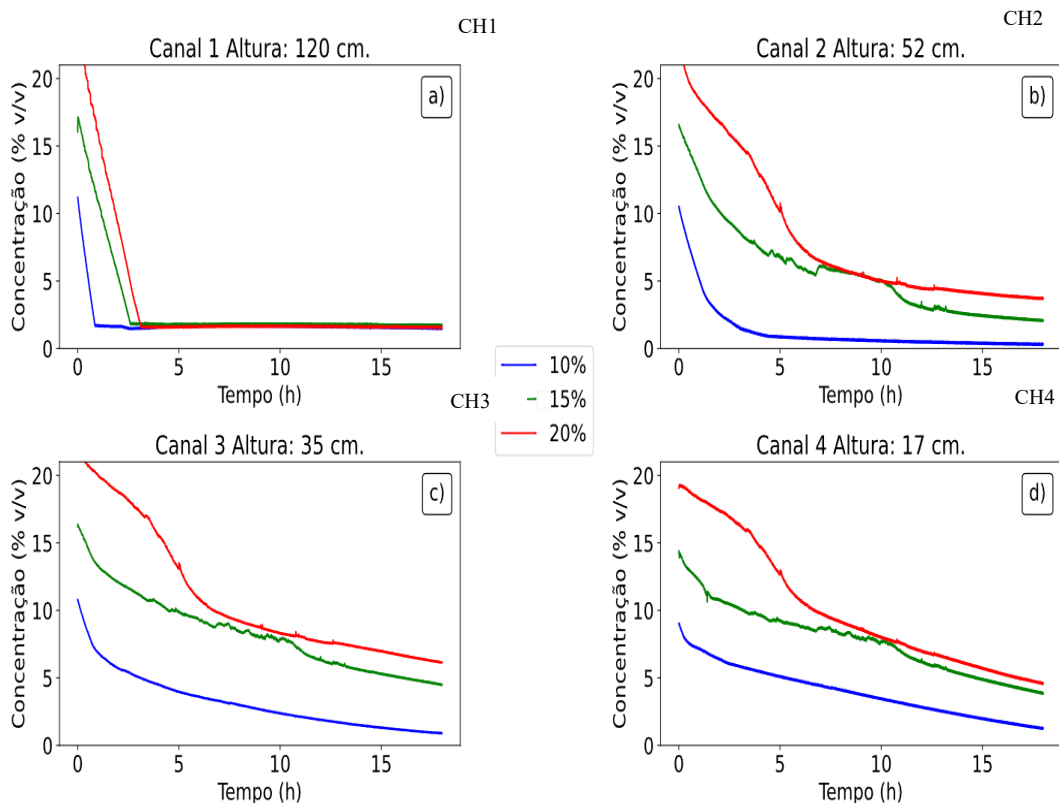 CH1
Canal 1 Altura: 120 cm.
a)
Concentração (% v/v)
20
15
10
5
0
0 5 10 15
Tempo (h)
CH2
Canal 2 Altura: 52 cm.
b)
Concentração (% v/v)
20
15
10
5
0
0 5 10 15
Tempo (h)
10%
15%
20%
CH3
Canal 3 Altura: 35 cm.
c)
Concentração (% v/v)
20
15
10
5
0
0 5 10 15
Tempo (h)
CH4
Canal 4 Altura: 17 cm.
d)
Concentração (% v/v)
20
15
10
5
0
0 5 10 15
Tempo (h)